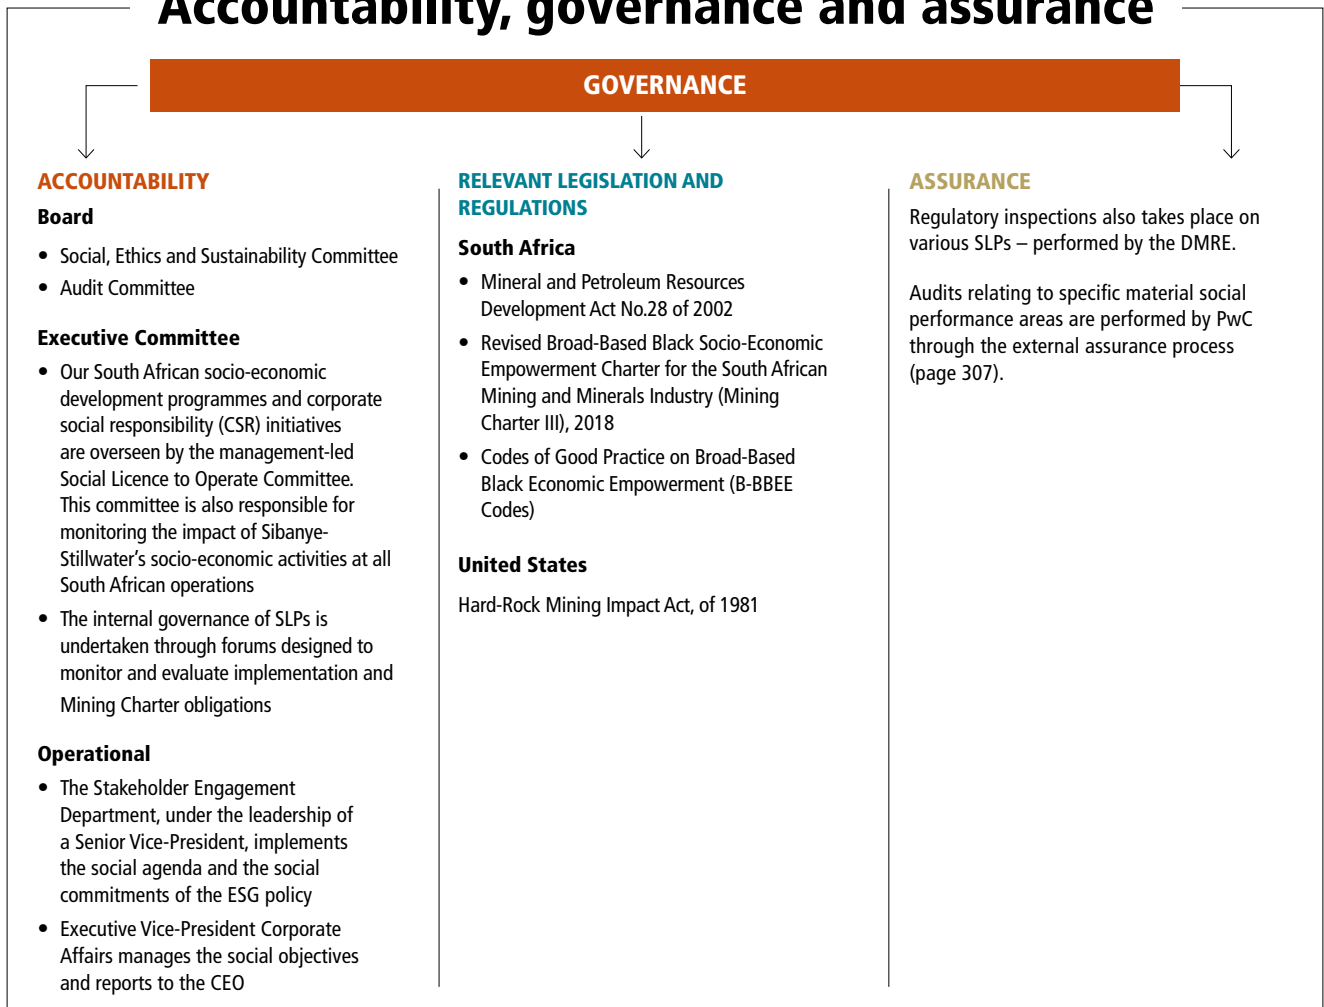 Accountability, governance and assurance
GOVERNANCE
ACCOUNTABILITY
Board
• Social, Ethics and Sustainability Committee
• Audit Committee
Executive Committee
• Our South African socio-economic
development programmes and corporate
social responsibility (CSR) initiatives
are overseen by the management-led
Social Licence to Operate Committee.
This committee is also responsible for
monitoring the impact of Sibanye-
Stillwater's socio-economic activities at all
South African operations
• The internal governance of SLPs is
undertaken through forums designed to
monitor and evaluate implementation and
Mining Charter obligations
Operational
• The Stakeholder Engagement
Department, under the leadership of
a Senior Vice-President, implements
the social agenda and the social
commitments of the ESG policy
• Executive Vice-President Corporate
Affairs manages the social objectives
and reports to the CEO
RELEVANT LEGISLATION AND
REGULATIONS
South Africa
• Mineral and Petroleum Resources
Development Act No.28 of 2002
• Revised Broad-Based Black Socio-Economic
Empowerment Charter for the South African
Mining and Minerals Industry (Mining
Charter III), 2018
• Codes of Good Practice on Broad-Based
Black Economic Empowerment (B-BBEE
Codes)
United States
Hard-Rock Mining Impact Act, of 1981
ASSURANCE
Regulatory inspections also takes place on
various SLPs – performed by the DMRE.
Audits relating to specific material social
performance areas are performed by PwC
through the external assurance process
(page 307).